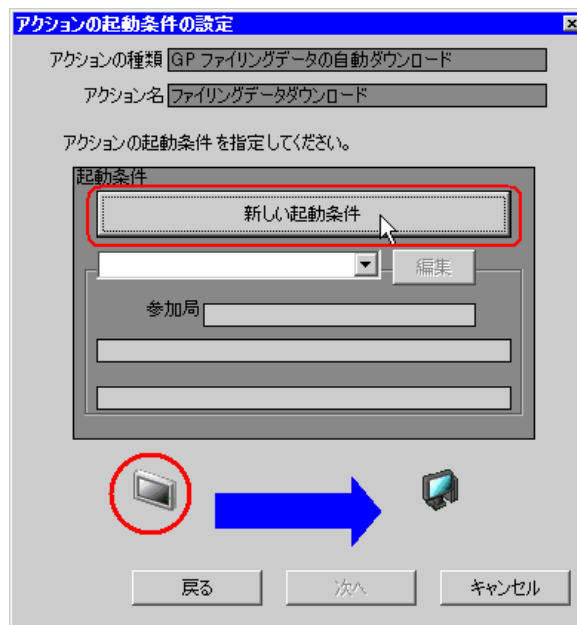 アクションの起動条件の設定
アクションの種類 GP ファイリングデータの自動ダウンロード
アクション名 ファイリングデータダウンロード
アクションの起動条件 を指定してください。
起動条件
新しい起動条件
編集
参加局
戻る 次へ キャンセル